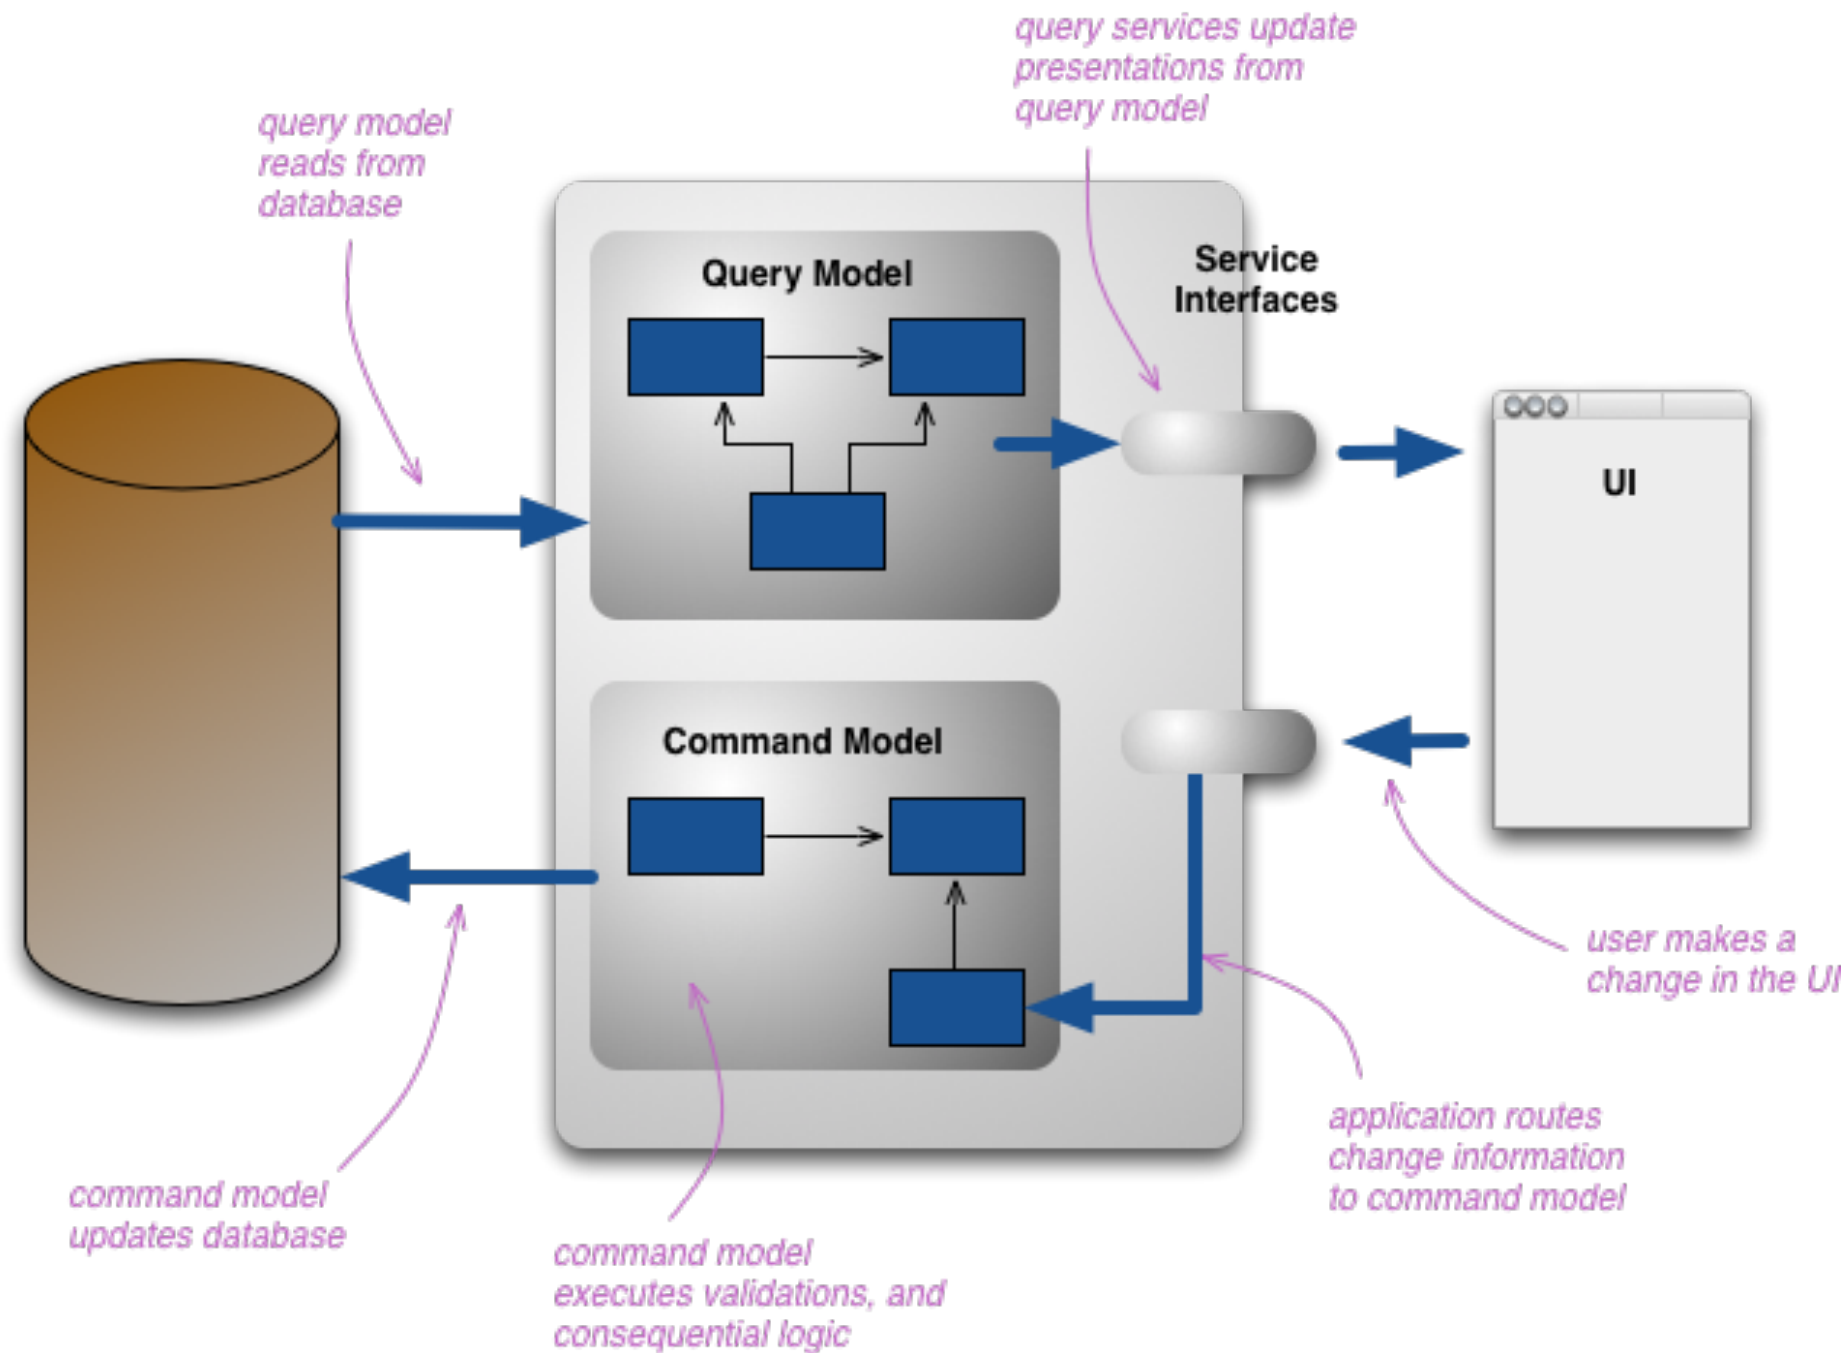 query services update
presentations from
query model
query model
reads from
database
Service
Interfaces
Query Model
UI
Command Model
user makes a
change in the UI
application routes
change information
to command model
command model
updates database
command model
executes validations, and
consequential logic